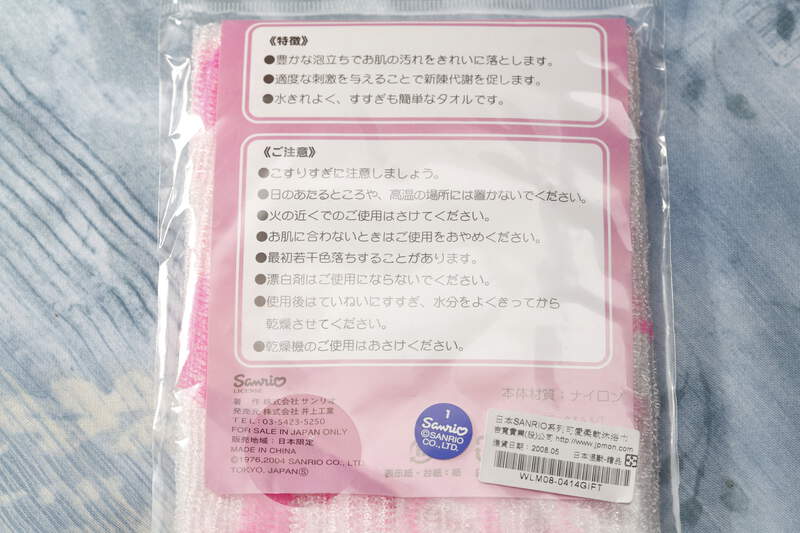 《特徴》
●豊かな泡立ちでお肌の汚れをきれいに落とします。
●適度な刺激を与えることで新陳代謝を促します。
●水きれよく、すすぎも簡単なタオルです。
《ご注意》
●こすりすぎに注意しましょう。
●日のあたるところや、高温の場所には置かないでください。
●火の近くでのご使用はさけてください。
●お肌に合わないときはご使用をおやめください。
●最初若干色落ちすることがあります。
●漂白剤はご使用にならないでください。
●使用後はていねいにすすぎ、水分をよくきってから
乾燥させてください。
●乾燥機のご使用はおさけください。
Sanrio
LICENSE
著 作 株式会社 サンリオ
発売元 株式会社 井上工業
TEL: 03-5423-5250
FOR SALE IN JAPAN ONLY
販売地域：日本限定
MADE IN CHINA
©1976,2004 SANRIO CO., LTD.
TOKYO, JAPAN Ⓢ
本体材質：ナイロン
1
Sanrio
©SANRIO
CO., LTD.
表示紙・台紙：紙
日本SANRIO系列可愛柔軟沐浴巾
http://www.jpmon.com
進貨日期：2008.05
WLM08-0414GIFT